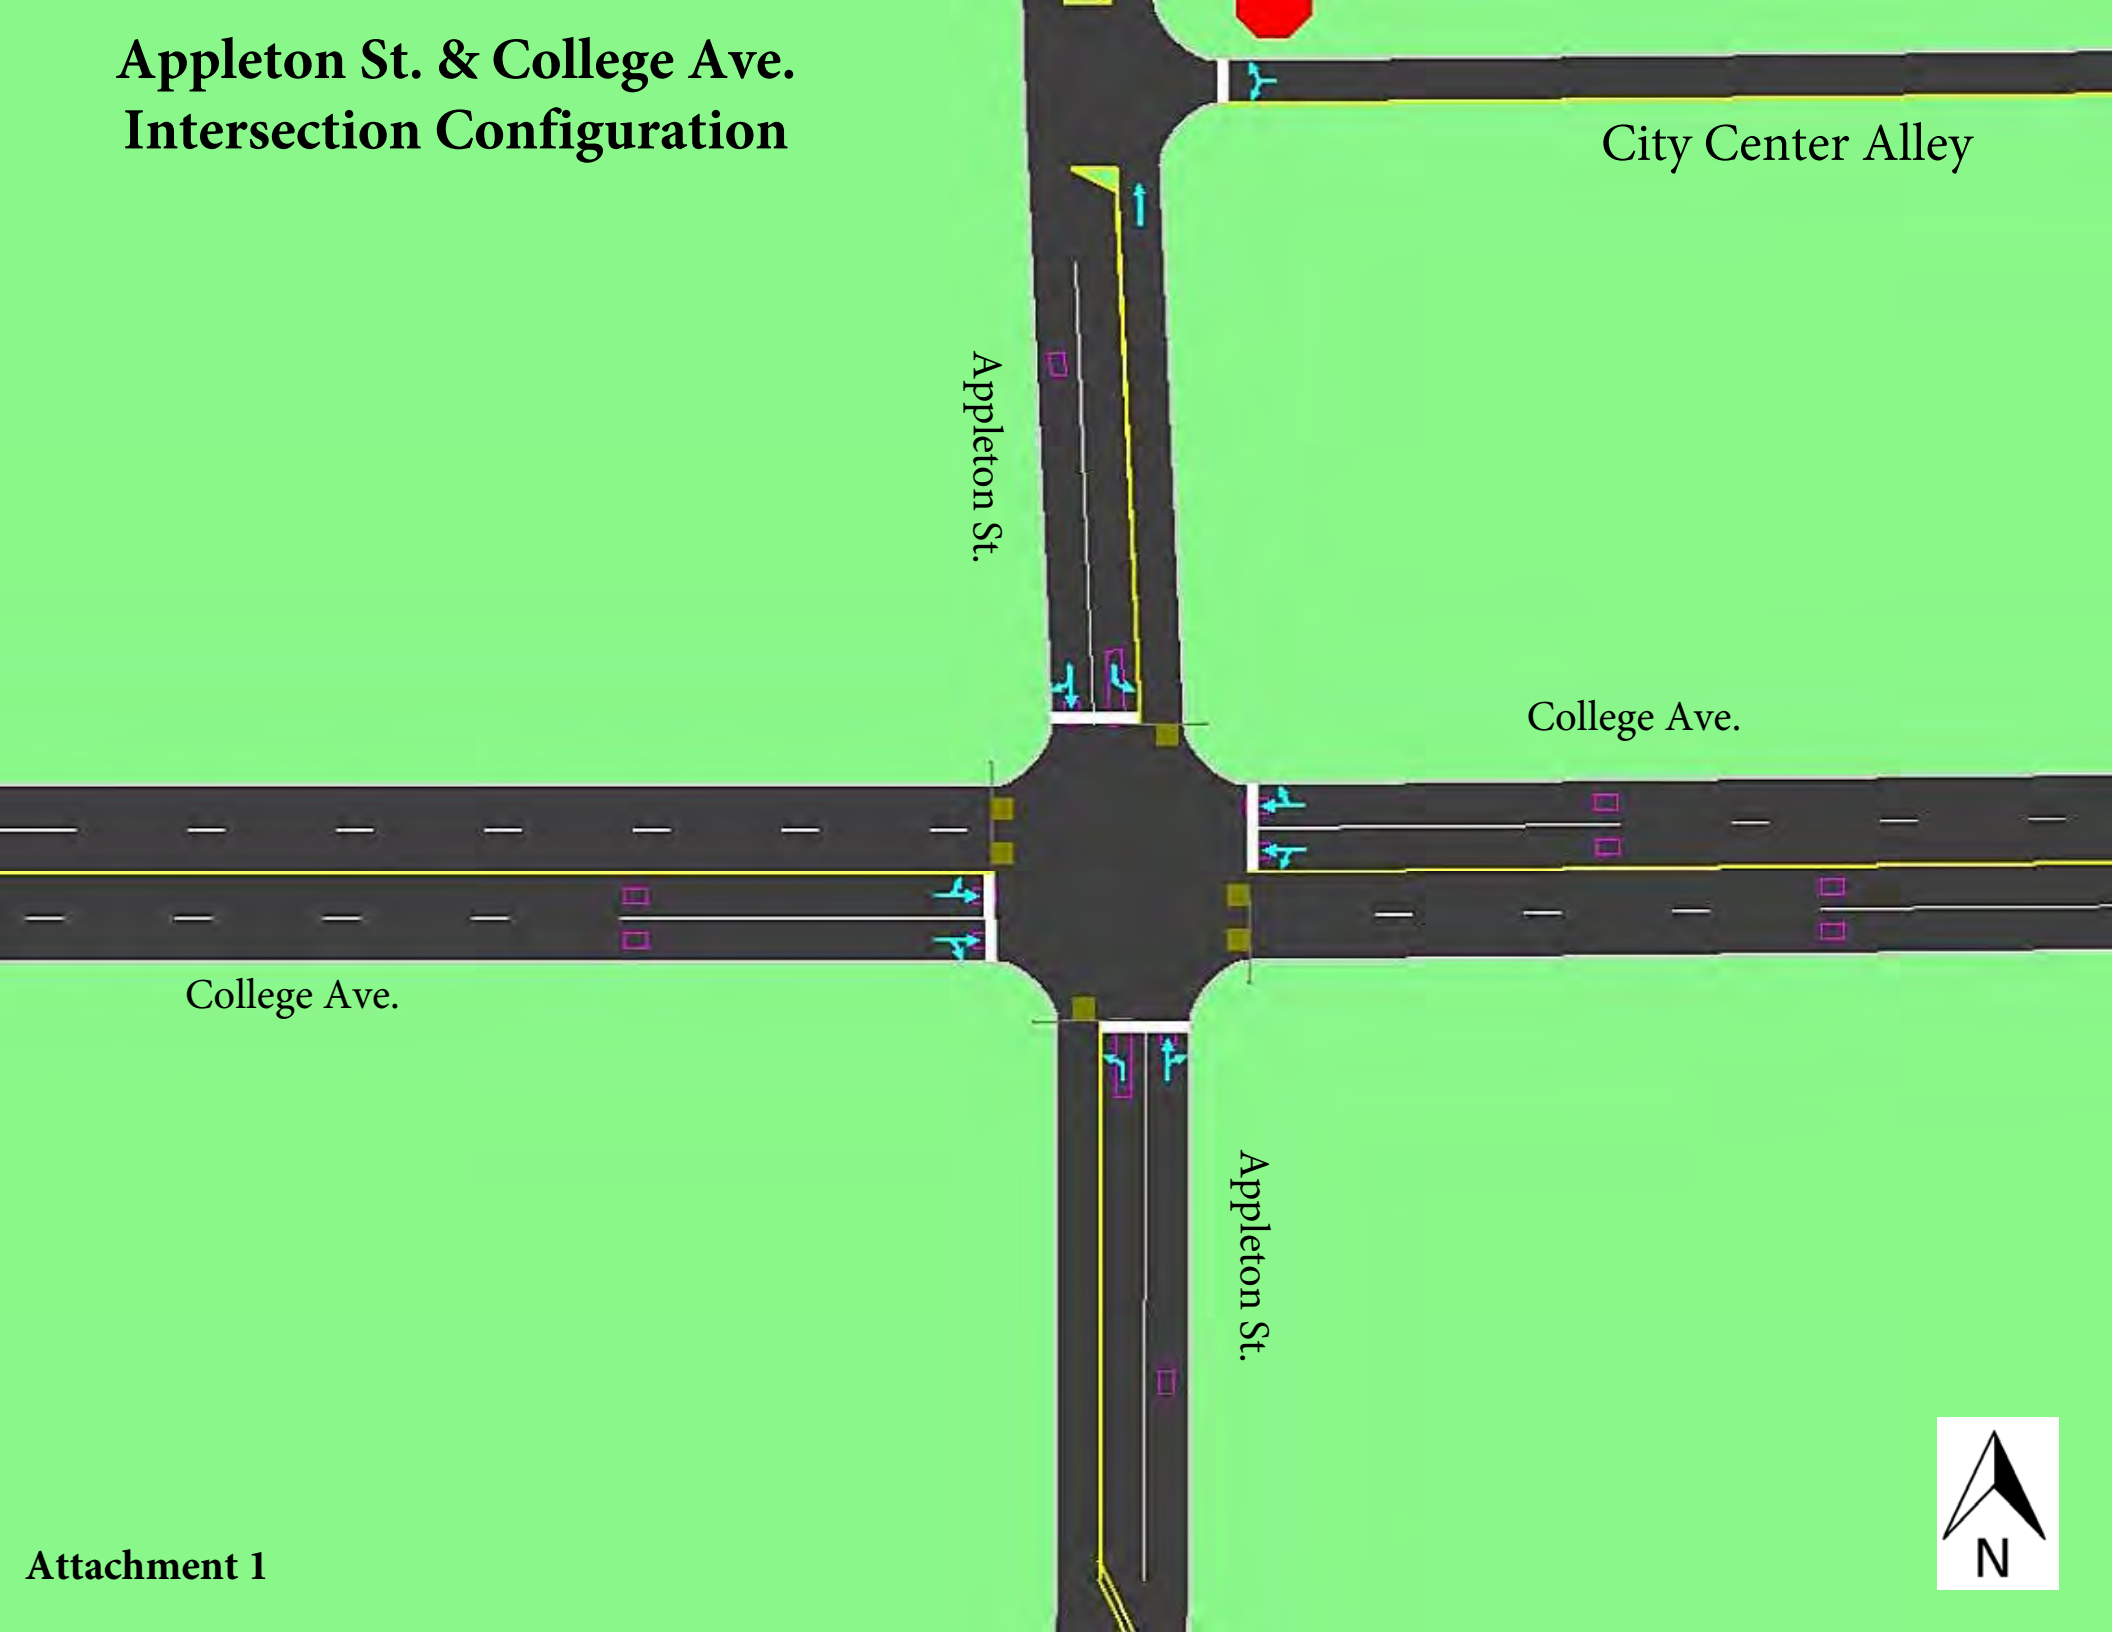 Appleton St. & College Ave.
Intersection Configuration
City Center Alley
Appleton St.
College Ave.
College Ave.
Appleton St.
Attachment 1
N